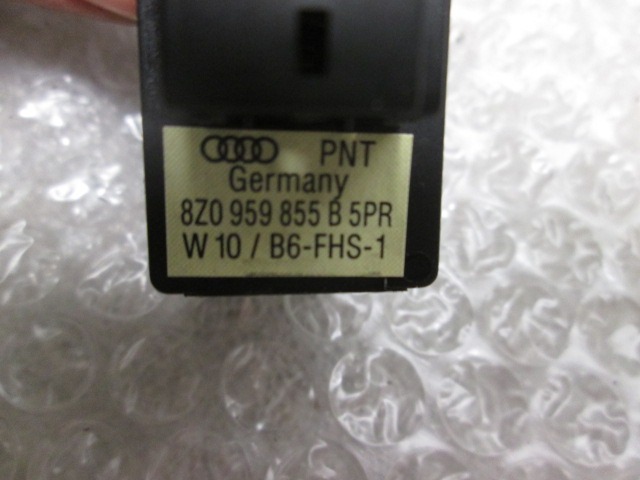 PNT
Germany
8Z0 959 855 B 5PR
W 10 / B6-FHS-1